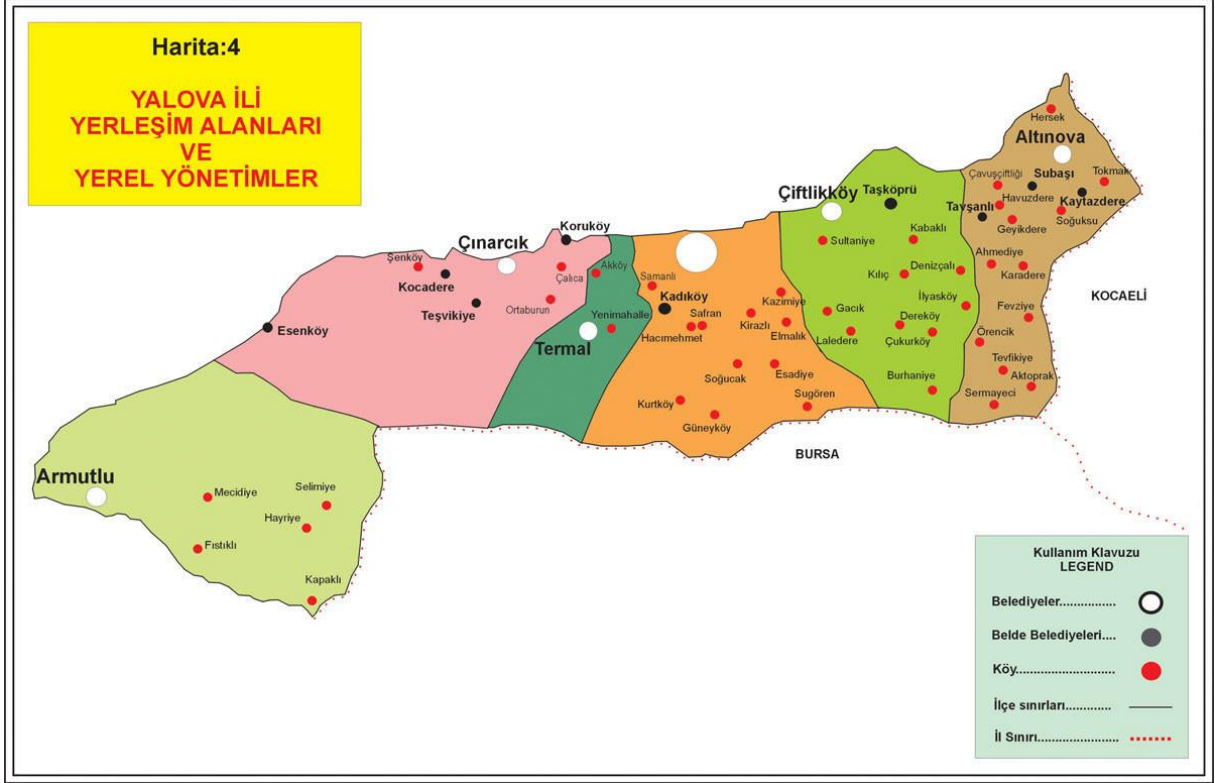 Harita:4
YALOVA İLİ
YERLEŞİM ALANLARI
VE
YEREL YÖNETİMLER
Hersek
Altınova
Çavuşçiftliği
Subaşı
Tokmak
Havuzdere
Kaytazdere
Tavşanlı
Soğuksu
Geyikdere
Ahmediye
Karadere
Fevziye
Örencik
Tevfikiye
Aktoprak
Sermayeci
KOCAELİ
Çiftlikköy
Taşköprü
Sultaniye
Kabaklı
Kılıç
Denizçalı
İlyasköy
Gacık
Dereköy
Laledere
Çukurköy
Burhaniye
Samanlı
Kadıköy
Kazimiye
Safran
Kirazlı
Hacımehmet
Elmalık
Soğucak
Esadiye
Kurtköy
Sugören
Güneyköy
BURSA
Akköy
Yenimahalle
Termal
Koruköy
Çınarcık
Şenköy
Kocadere
Çalıca
Teşvikiye
Ortaburun
Esenköy
Armutlu
Mecidiye
Selimiye
Hayriye
Fıstıklı
Kapaklı
Kullanım Klavuzu
LEGEND
Belediyeler................
Belde Belediyeleri....
Köy...........................
İlçe sınırları............
İl Sınırı......................